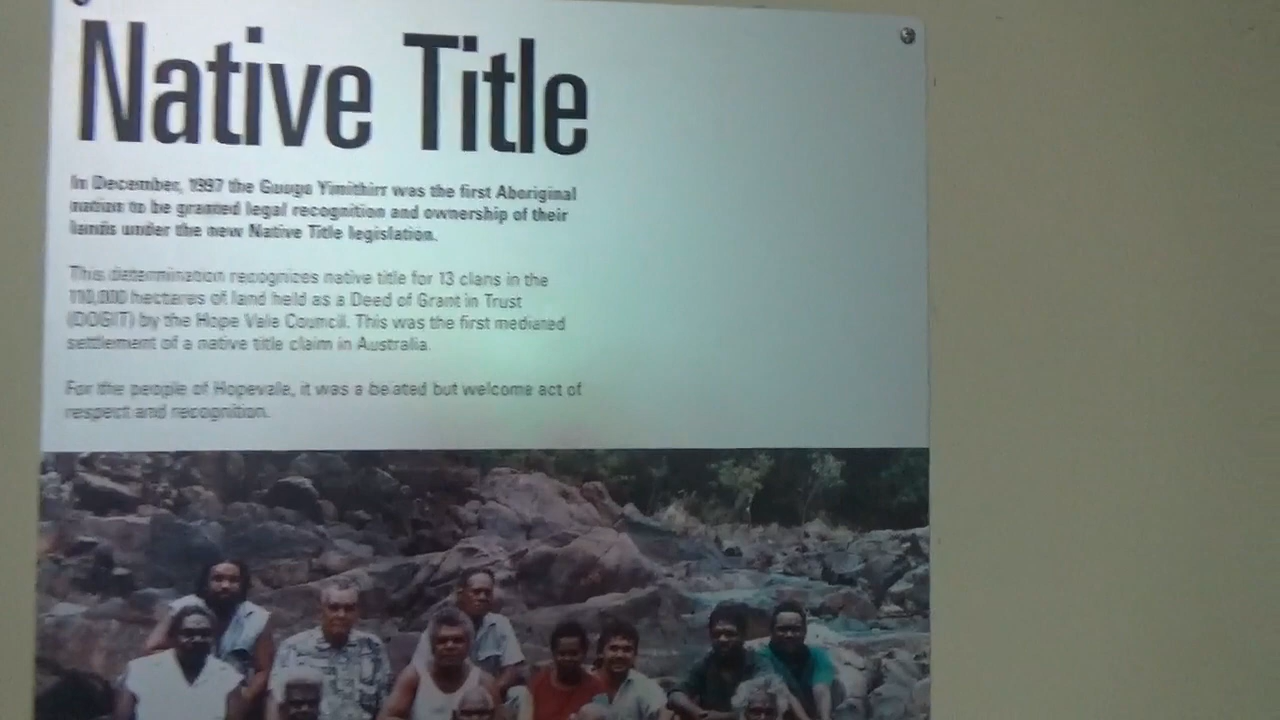 Native Title
In December, 1997 the Guugu Yimithirr was the first Aboriginal
nation to be granted legal recognition and ownership of their
lands under the new Native Title legislation.
This determination recognizes native title for 13 clans in the
110,000 hectares of land held as a Deed of Grant in Trust
(DOGIT) by the Hope Vale Council. This was the first mediated
settlement of a native title claim in Australia.
For the people of Hopevale, it was a belated but welcome act of
respect and recognition.